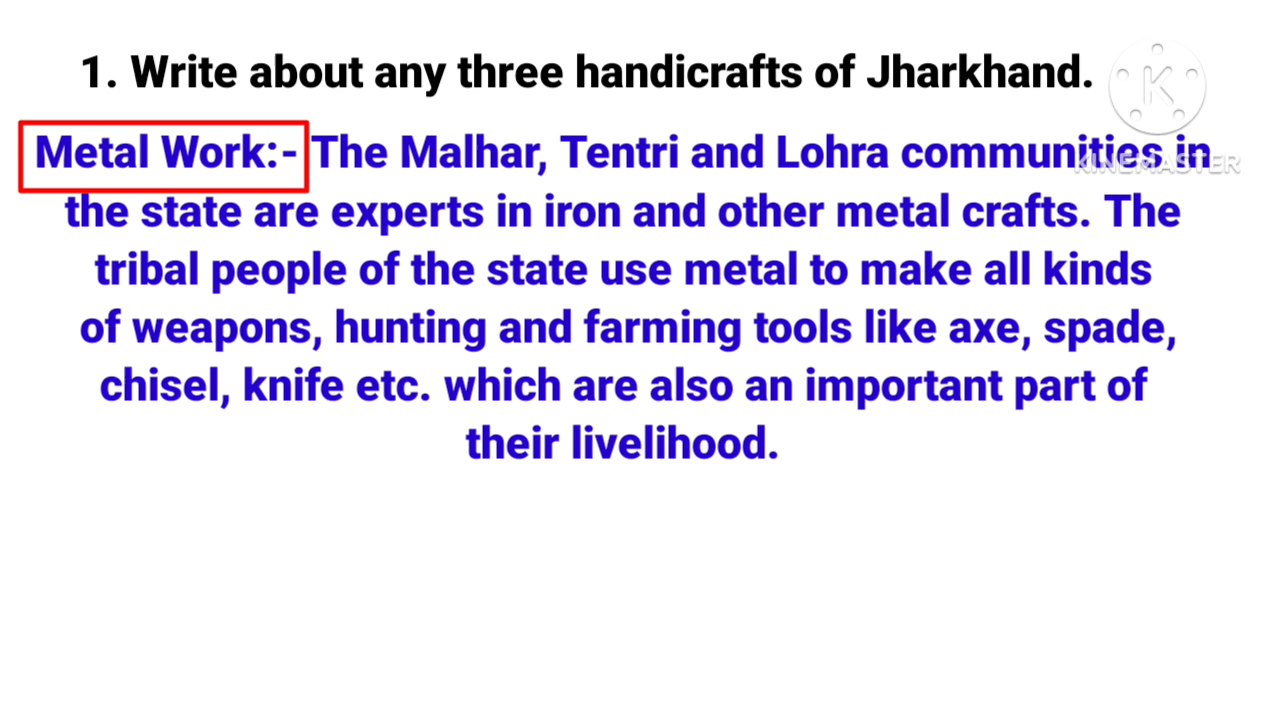 1. Write about any three handicrafts of Jharkhand.
Metal Work:- The Malhar, Tentri and Lohra communities in
the state are experts in iron and other metal crafts. The
tribal people of the state use metal to make all kinds
of weapons, hunting and farming tools like axe, spade,
chisel, knife etc. which are also an important part of
their livelihood.
K
KINEMASTER